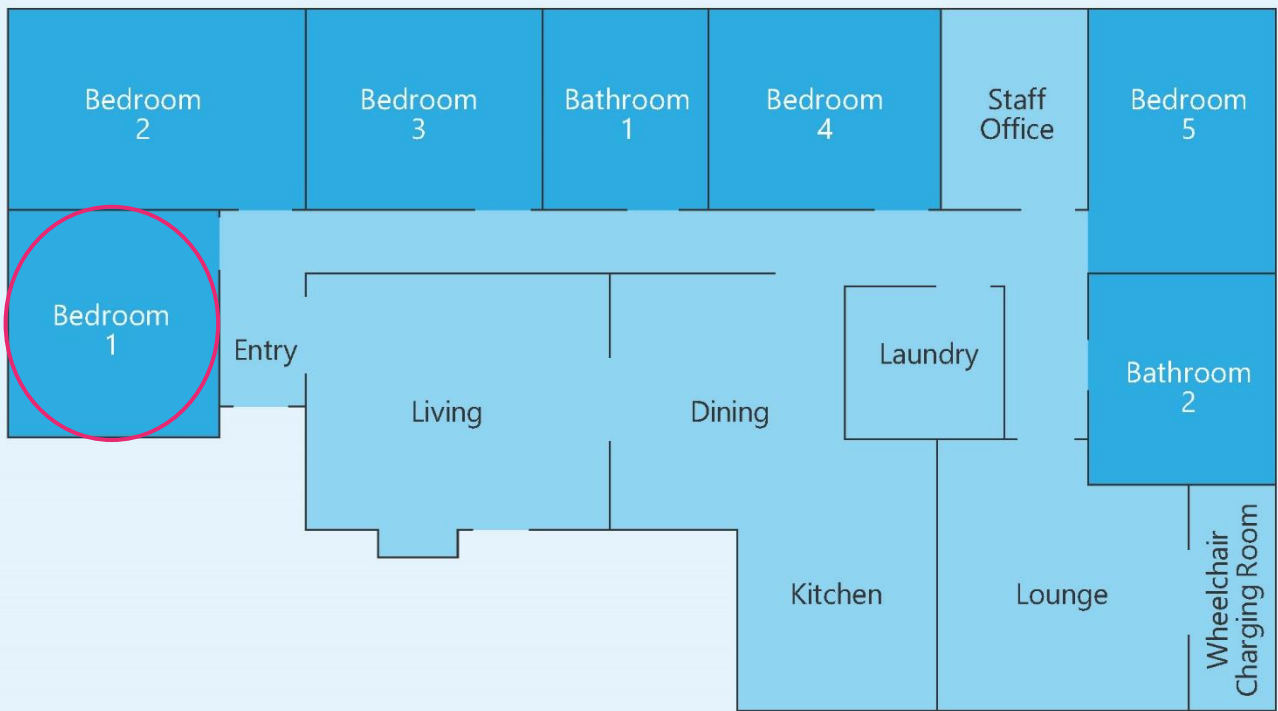 Bedroom
2
Bedroom
3
Bathroom
1
Bedroom
4
Staff
Office
Bedroom
5
Bedroom
1
Entry
Living
Dining
Laundry
Bathroom
2
Kitchen
Lounge
Wheelchair
Charging Room